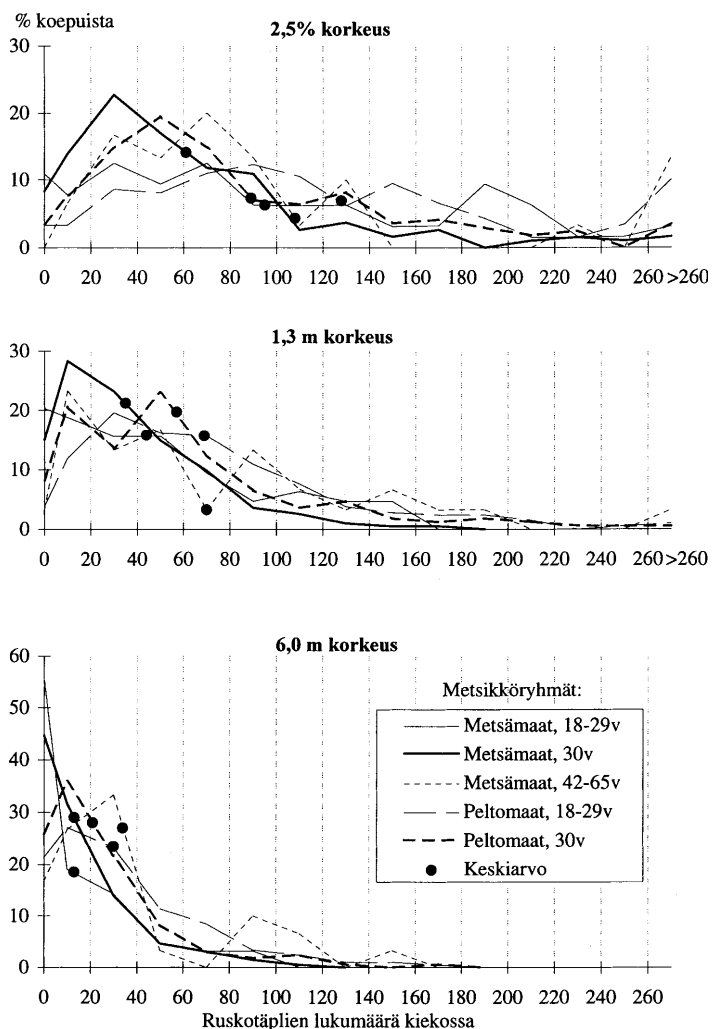 % koepuista
2,5% korkeus
30
20
10
0
0 20 40 60 80 100 120 140 160 180 200 220 240 260 >260
1,3 m korkeus
30
20
10
0
0 20 40 60 80 100 120 140 160 180 200 220 240 260 >260
6,0 m korkeus
60
50
40
30
20
10
0
Metsikköryhmät:
Metsämaat, 18-29v
Metsämaat, 30v
Metsämaat, 42-65v
Peltomaat, 18-29v
Peltomaat, 30v
Keskiarvo
0 20 40 60 80 100 120 140 160 180 200 220 240 260
Ruskotäplien lukumäärä kiekossa